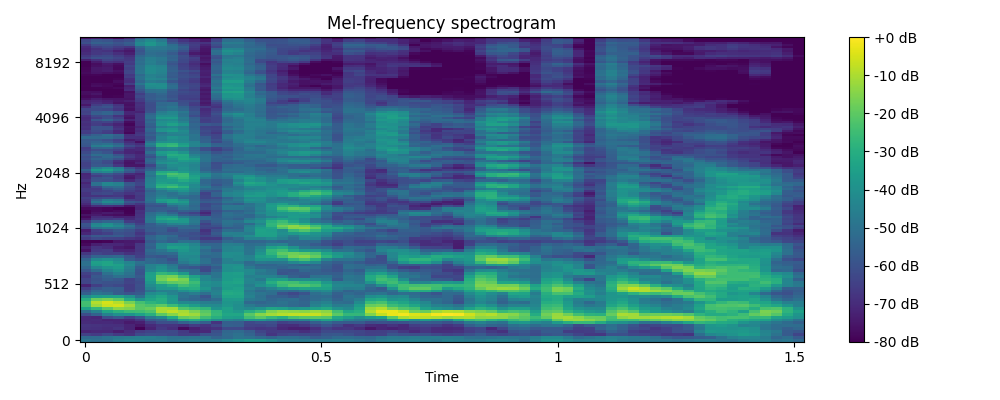 Mel-frequency spectrogram
Hz
8192
4096
2048
1024
512
0
0
0.5
1
1.5
Time
+0 dB
-10 dB
-20 dB
-30 dB
-40 dB
-50 dB
-60 dB
-70 dB
-80 dB